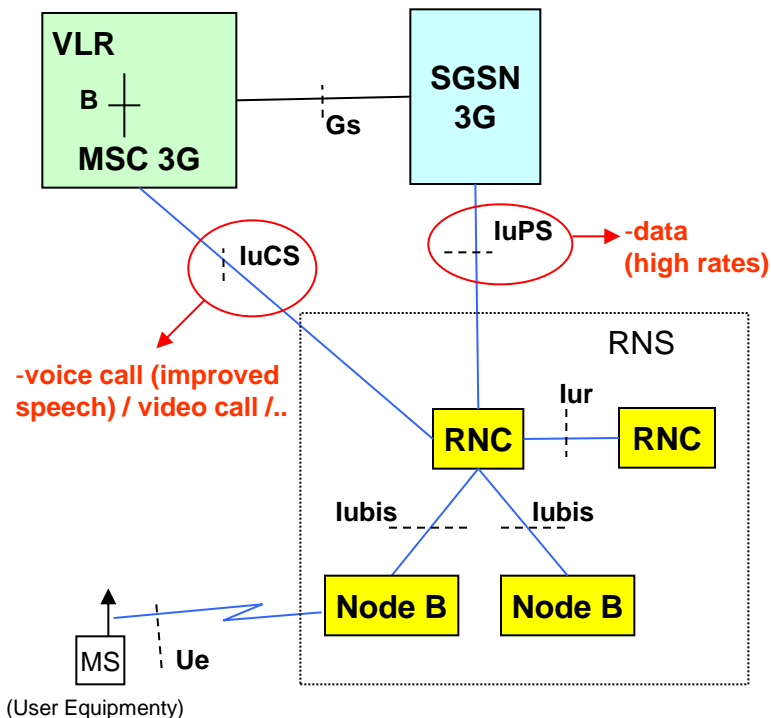 VLR
B
MSC 3G
Gs
SGSN
3G
IuCS
IuPS
-data
(high rates)
-voice call (improved
speech) / video call /..
RNS
RNC
Iur
RNC
Iubis
Iubis
Node B
Node B
MS
Ue
(User Equipmenty)